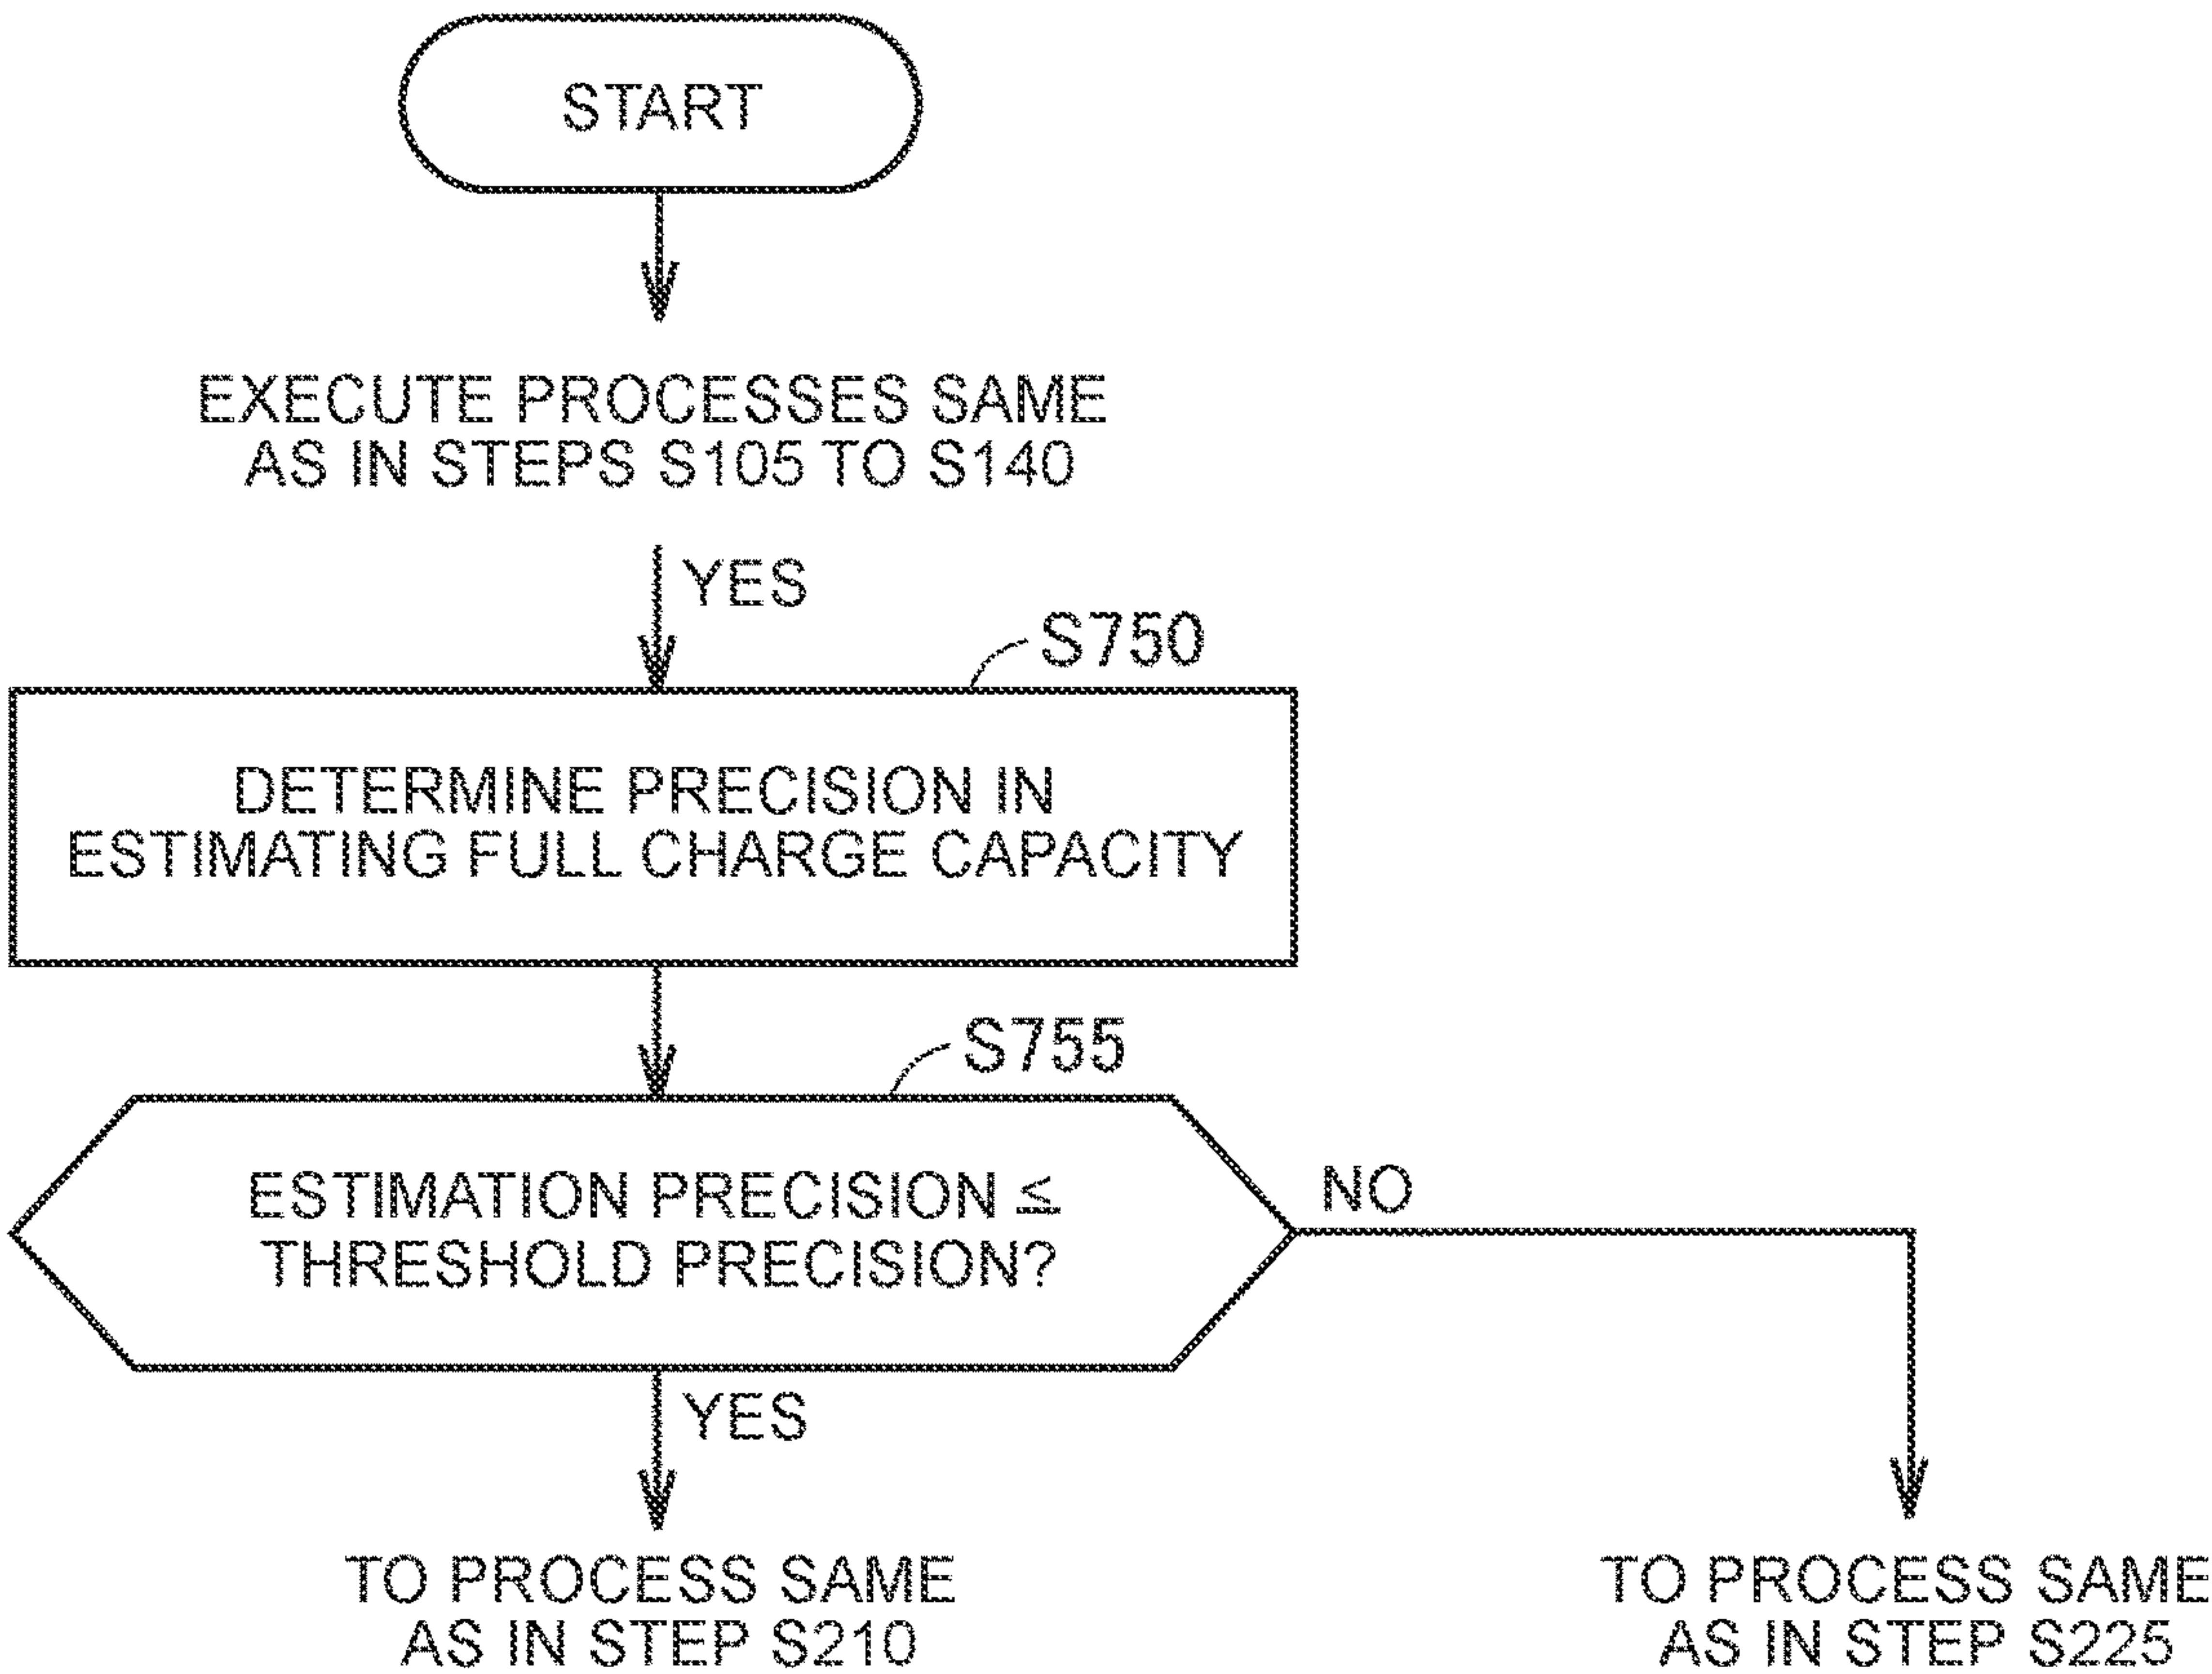 START
EXECUTE PROCESSES SAME
AS IN STEPS S105 TO S140
YES
S750
DETERMINE PRECISION IN
ESTIMATING FULL CHARGE CAPACITY
S755
ESTIMATION PRECISION ≤
THRESHOLD PRECISION?
NO
YES
TO PROCESS SAME
AS IN STEP S210
TO PROCESS SAME
AS IN STEP S225